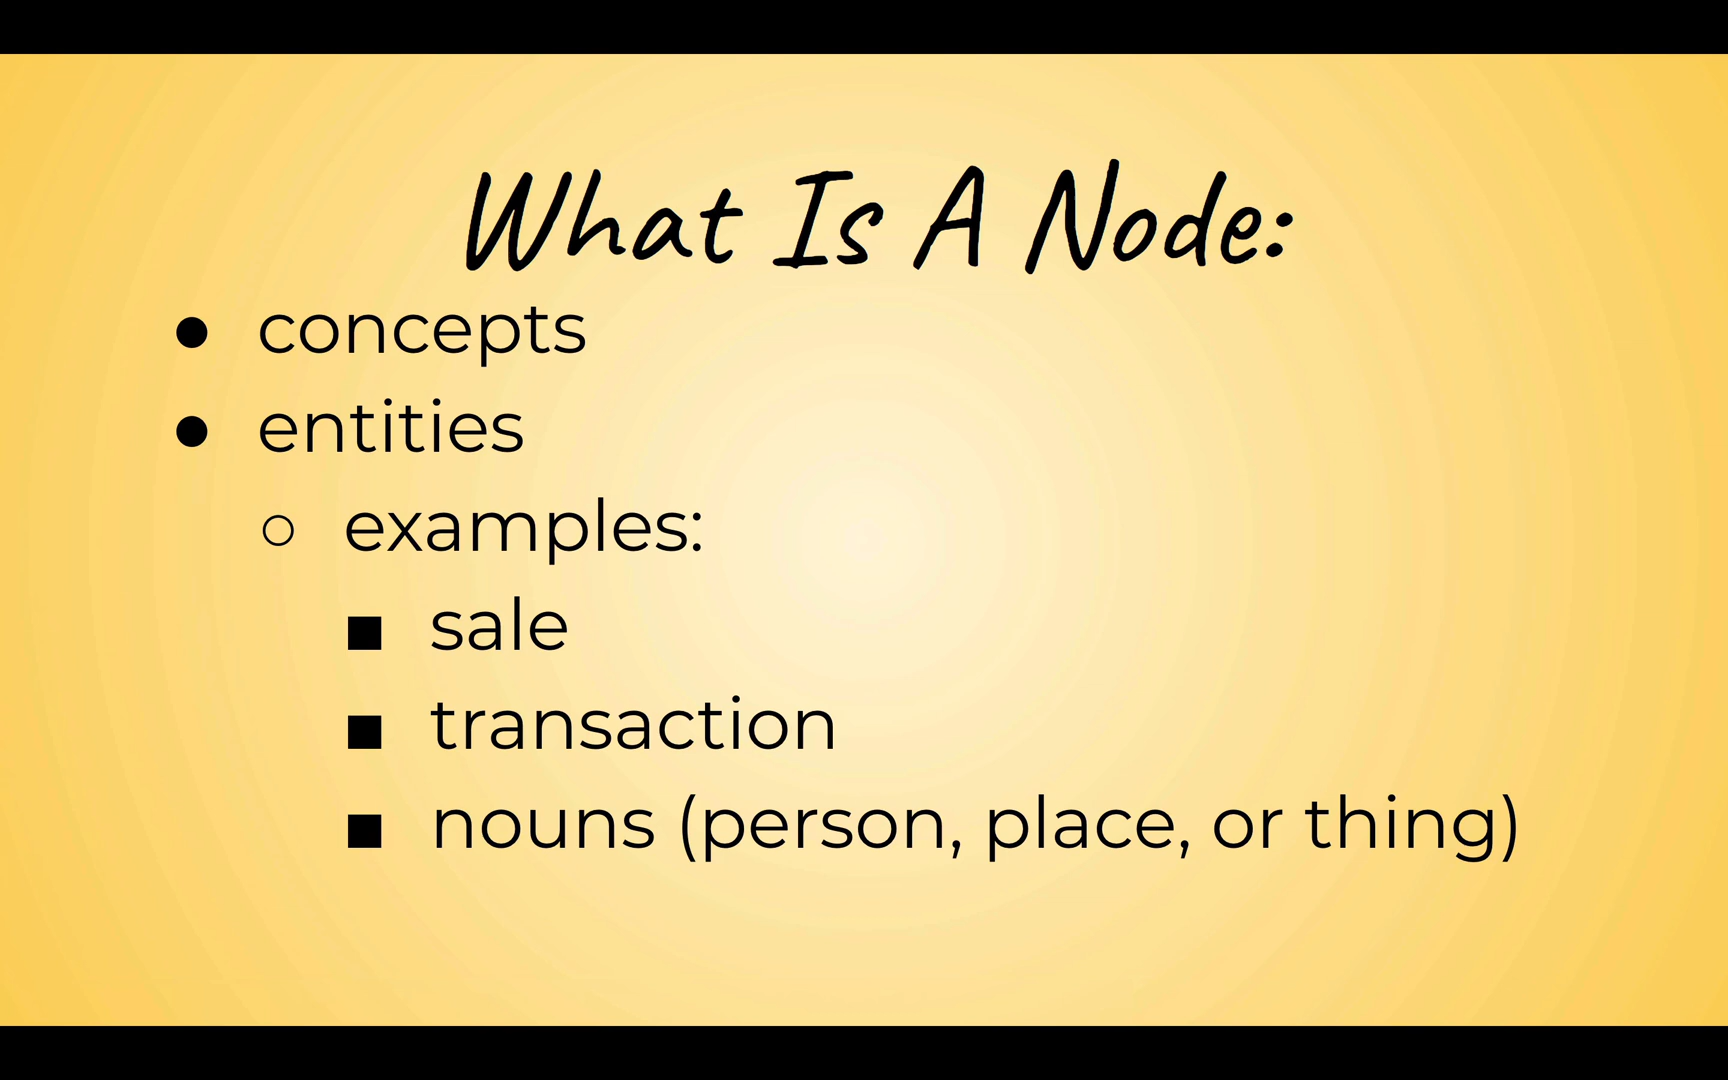 What Is A Node:
● concepts
● entities
○ examples:
■ sale
■ transaction
■ nouns (person, place, or thing)